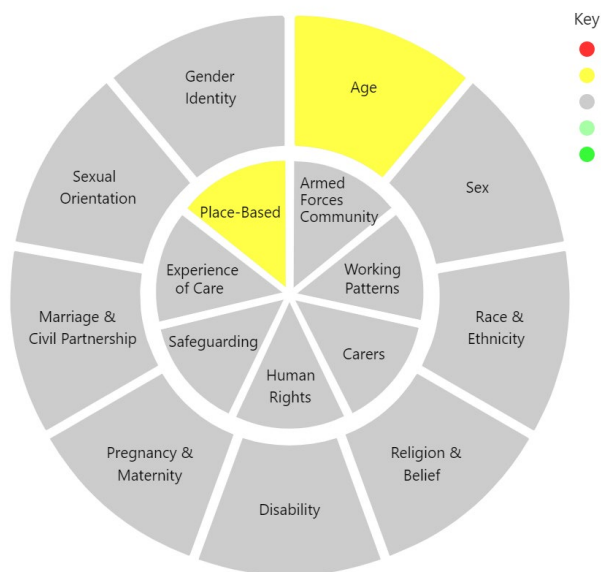 Key
Gender
Identity
Age
Sexual
Orientation
Sex
Armed
Forces
Community
Place-Based
Experience
of Care
Working
Patterns
Marriage &
Civil Partnership
Race &
Ethnicity
Safeguarding
Carers
Human
Rights
Pregnancy &
Maternity
Religion &
Belief
Disability